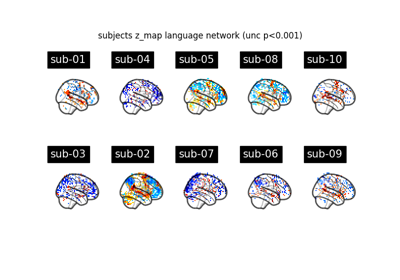 subjects z_map language network (unc p<0.001)
sub-01 sub-04 sub-05 sub-08 sub-10
sub-03 sub-02 sub-07 sub-06 sub-09